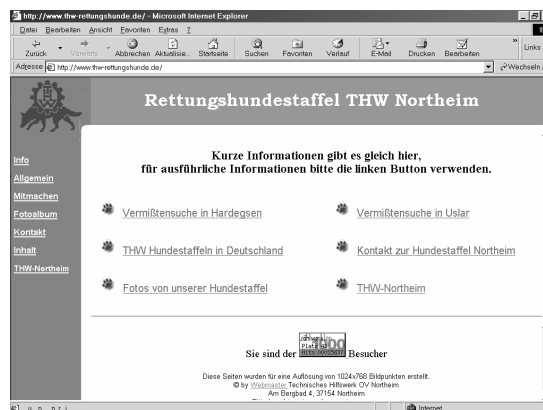 http://www.thw-rettungshunde.de/ - Microsoft Internet Explorer
Datei Bearbeiten Ansicht Favoriten Extras ?
Zurück Vorwärts Abbrechen Aktualisie... Startseite Suchen Favoriten Verlauf E-Mail Drucken Bearbeiten » Links
Adresse http://www.thw-rettungshunde.de/ Wechseln
Rettungshundestaffel THW Northeim
Kurze Informationen gibt es gleich hier,
für ausführliche Informationen bitte die linken Button verwenden.
Info
Allgemein
Mitmachen
Fotoalbum
Kontakt
Inhalt
THW-Northeim
Vermißtensuche in Hardegsen
Vermißtensuche in Uslar
THW Hundestaffeln in Deutschland
Kontakt zur Hundestaffel Northeim
Fotos von unserer Hundestaffel
THW-Northeim
Sie sind der Besucher
Diese Seiten wurden für eine Auflösung von 1024x768 Bildpunkten erstellt.
© by Webmaster Technisches Hilfswerk OV Northeim
Am Bergbad 4, 37154 Northeim
Internet